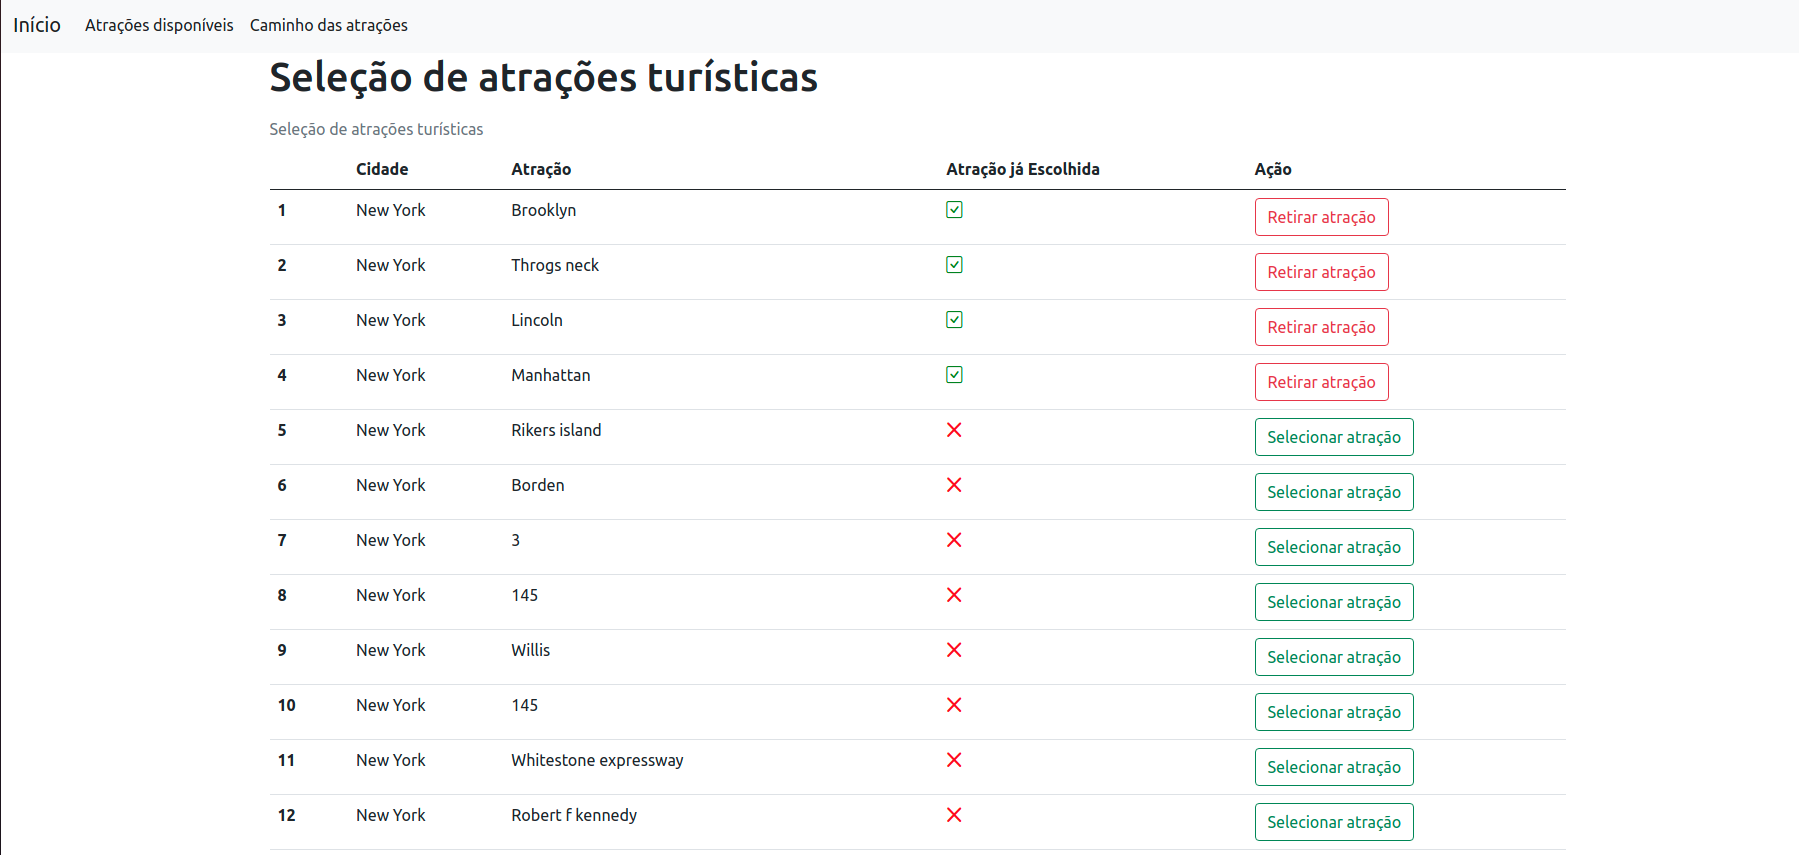 Início Atrações disponíveis Caminho das atrações
Seleção de atrações turísticas
Seleção de atrações turísticas
Cidade Atração Atração já Escolhida Ação
1 New York Brooklyn Retirar atração
2 New York Throgs neck Retirar atração
3 New York Lincoln Retirar atração
4 New York Manhattan Retirar atração
5 New York Rikers island Selecionar atração
6 New York Borden Selecionar atração
7 New York 3 Selecionar atração
8 New York 145 Selecionar atração
9 New York Willis Selecionar atração
10 New York 145 Selecionar atração
11 New York Whitestone expressway Selecionar atração
12 New York Robert f kennedy Selecionar atração